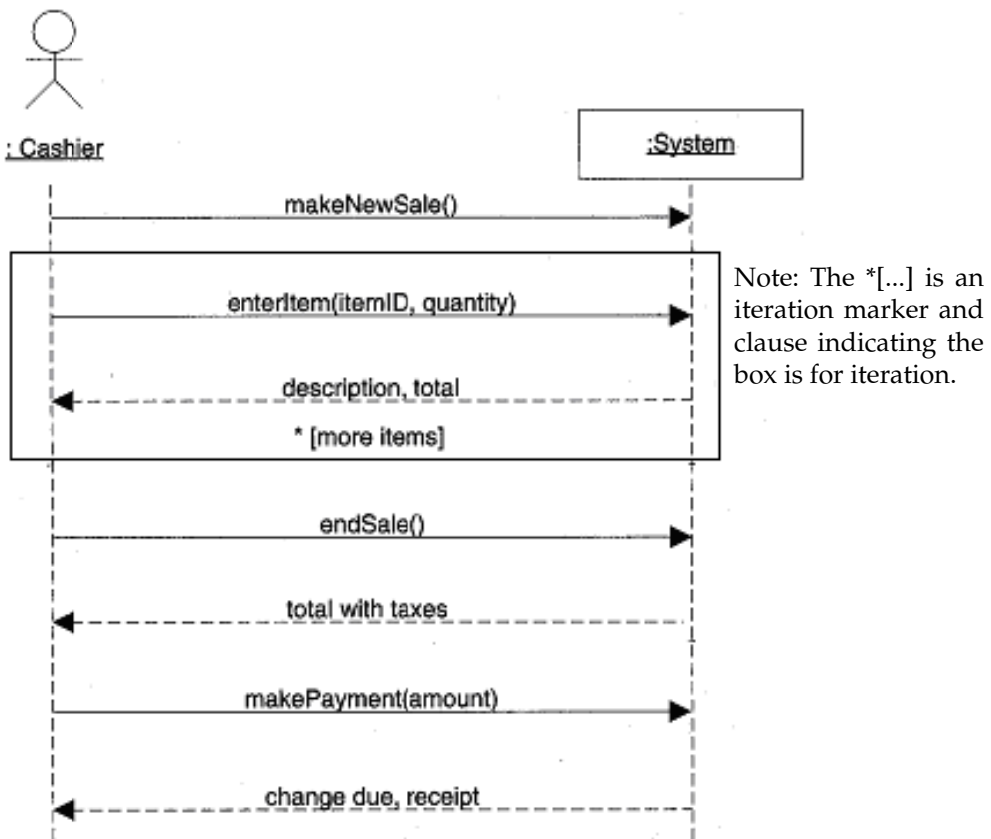 : Cashier
:System
makeNewSale()
enterItem(itemID, quantity)
description, total
* [more items]
Note: The *[...] is an
iteration marker and
clause indicating the
box is for iteration.
endSale()
total with taxes
makePayment(amount)
change due, receipt